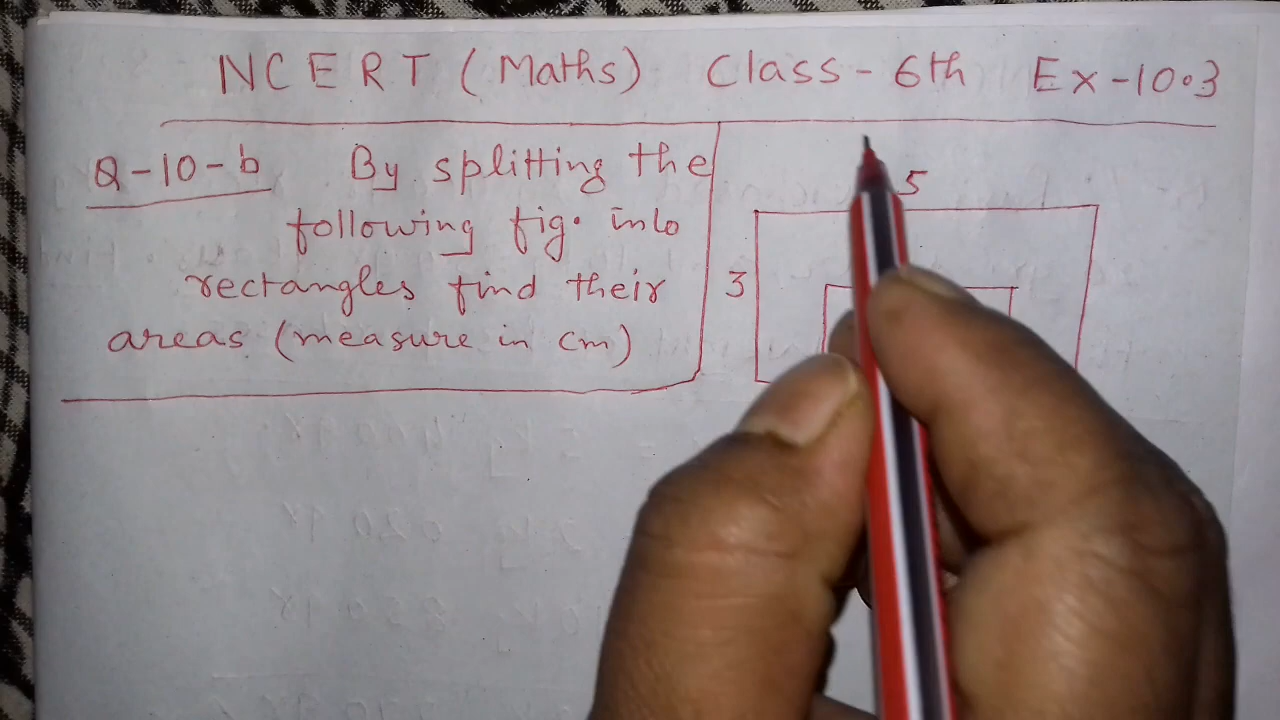 NCERT (Maths) Class - 6th Ex - 10.3
Q-10-b By splitting the
following fig. into
rectangles find their
areas (measure in cm)
5
3